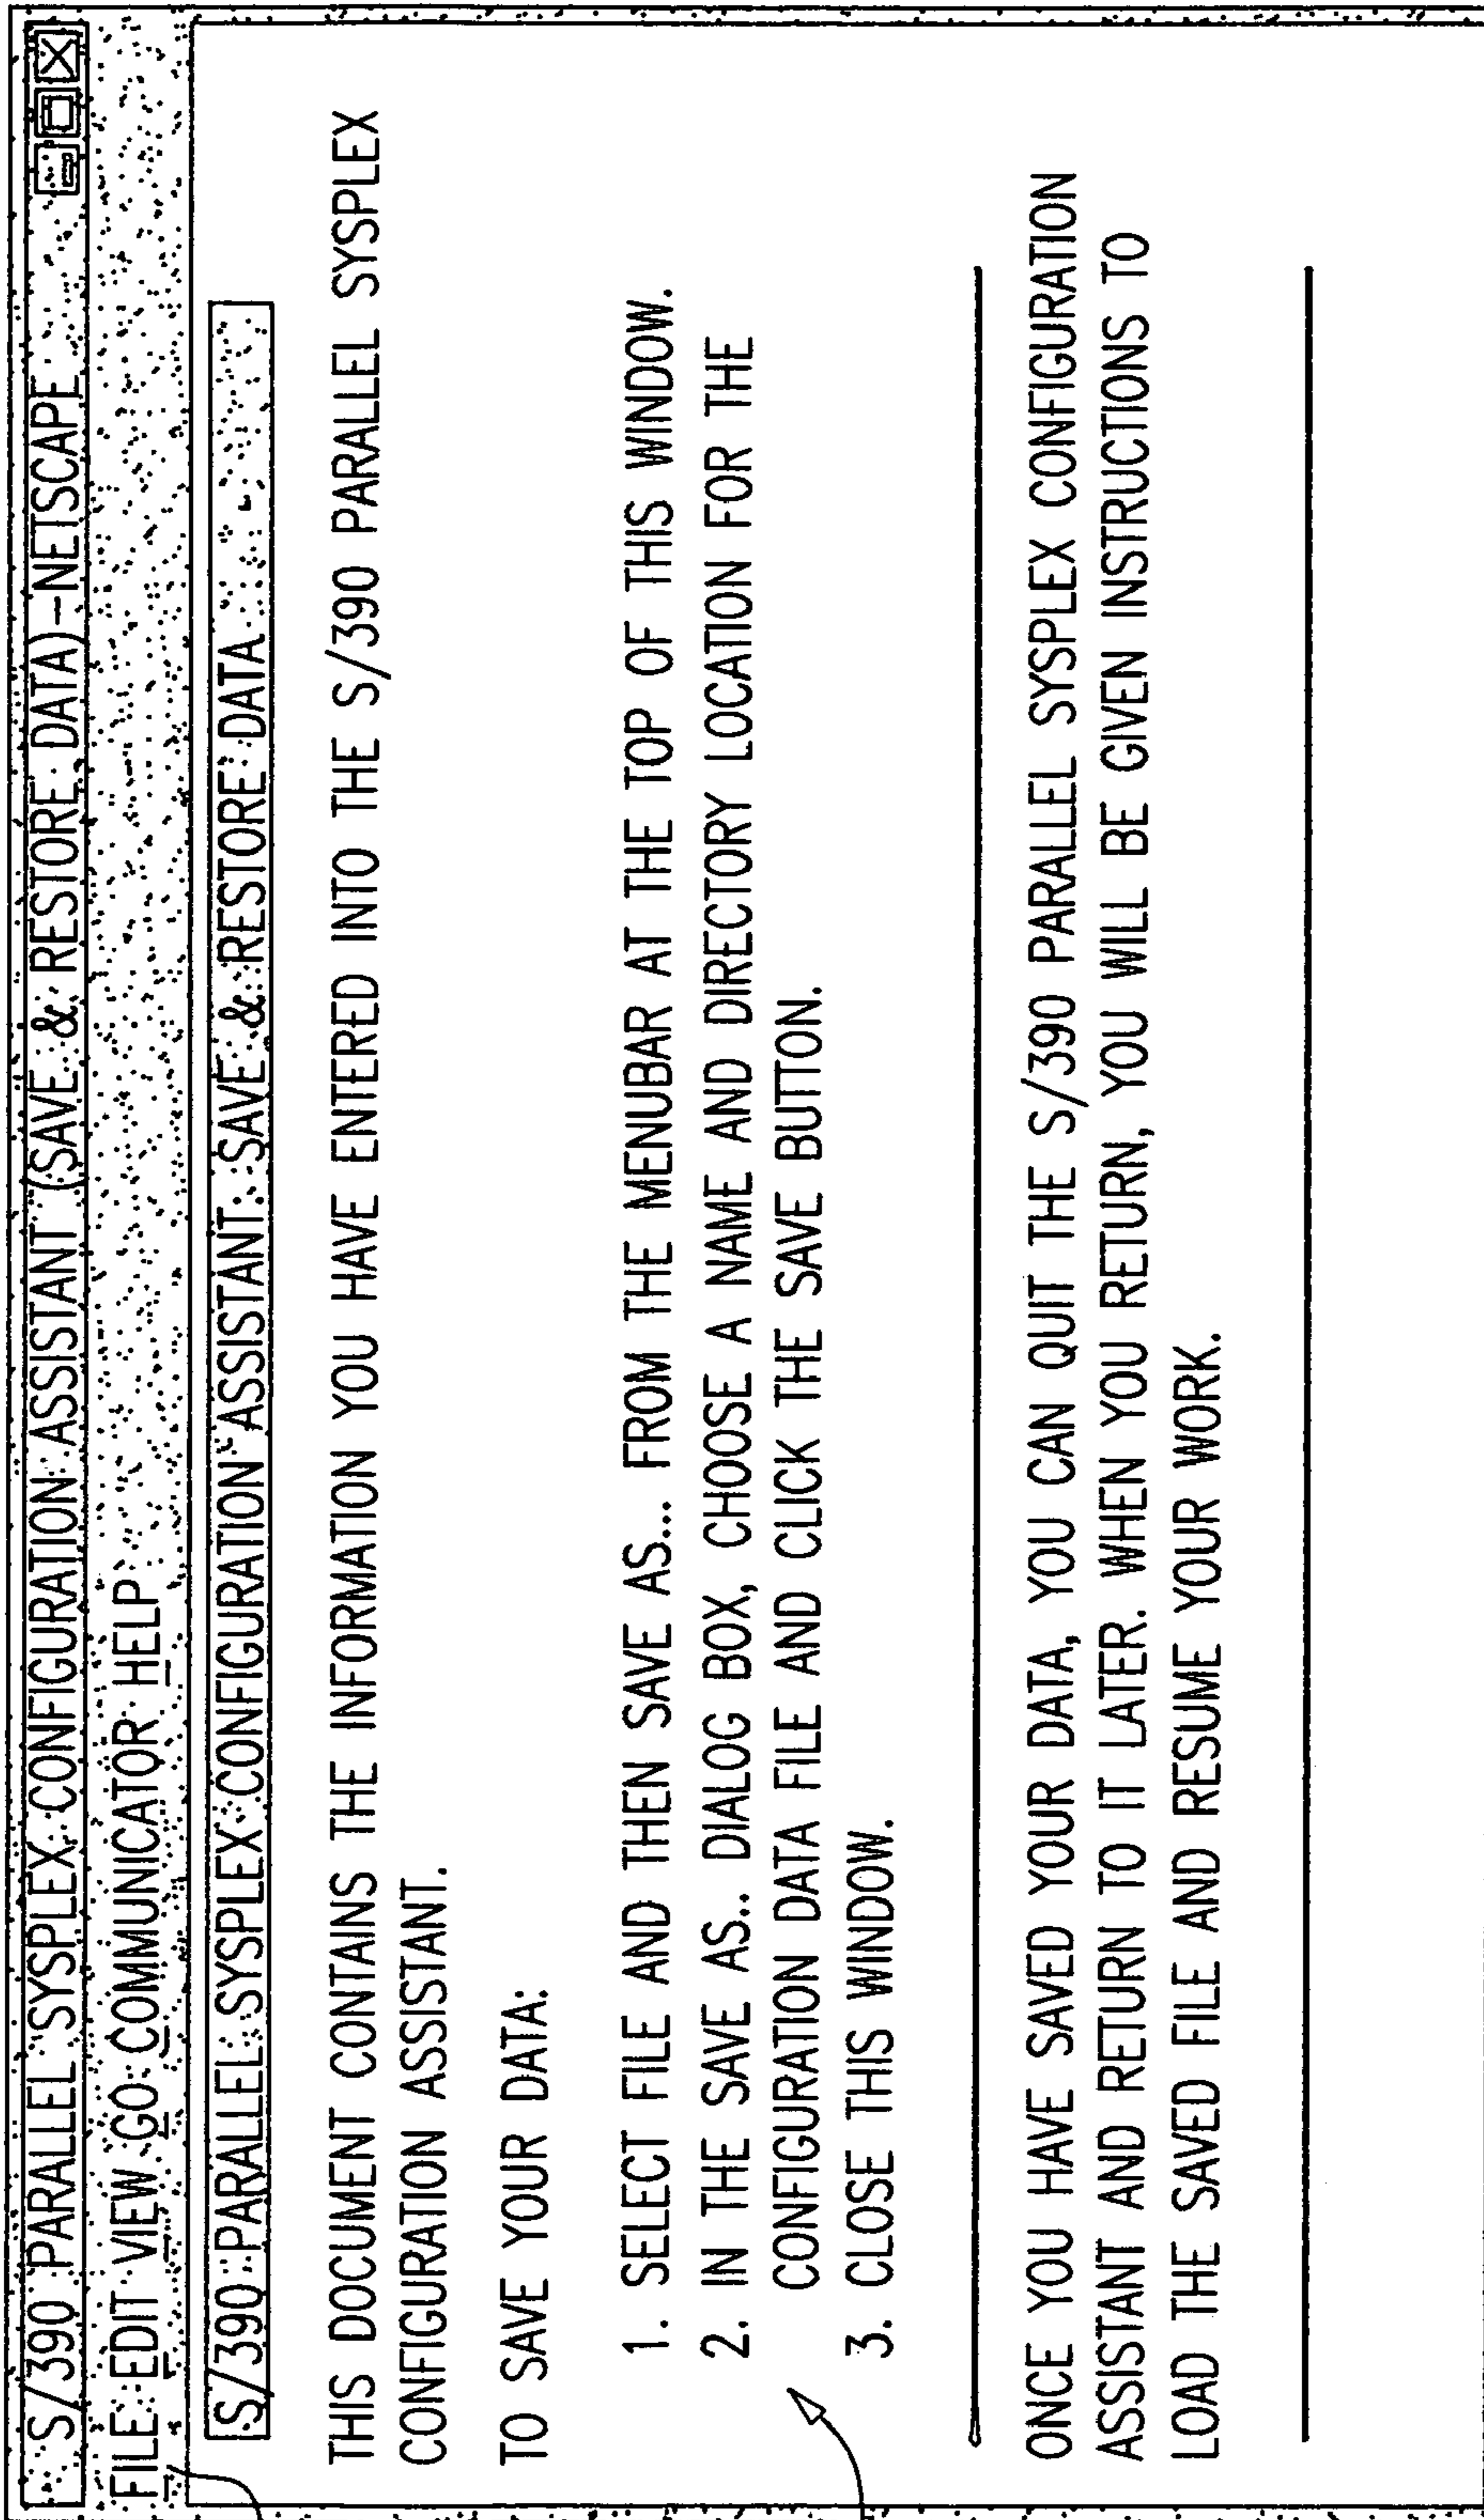 S/390 PARALLEL SYSPLEX CONFIGURATION ASSISTANT (SAVE & RESTORE DATA)-NETSCAPE
FILE EDIT VIEW GO COMMUNICATOR HELP
S/390 PARALLEL SYSPLEX CONFIGURATION ASSISTANT SAVE & RESTORE DATA
THIS DOCUMENT CONTAINS THE INFORMATION YOU HAVE ENTERED INTO THE S/390 PARALLEL SYSPLEX
CONFIGURATION ASSISTANT.
TO SAVE YOUR DATA:
1. SELECT FILE AND THEN SAVE AS... FROM THE MENUBAR AT THE TOP OF THIS WINDOW.
2. IN THE SAVE AS.. DIALOG BOX, CHOOSE A NAME AND DIRECTORY LOCATION FOR THE
CONFIGURATION DATA FILE AND CLICK THE SAVE BUTTON.
3. CLOSE THIS WINDOW.
ONCE YOU HAVE SAVED YOUR DATA, YOU CAN QUIT THE S/390 PARALLEL SYSPLEX CONFIGURATION
ASSISTANT AND RETURN TO IT LATER. WHEN YOU RETURN, YOU WILL BE GIVEN INSTRUCTIONS TO
LOAD THE SAVED FILE AND RESUME YOUR WORK.